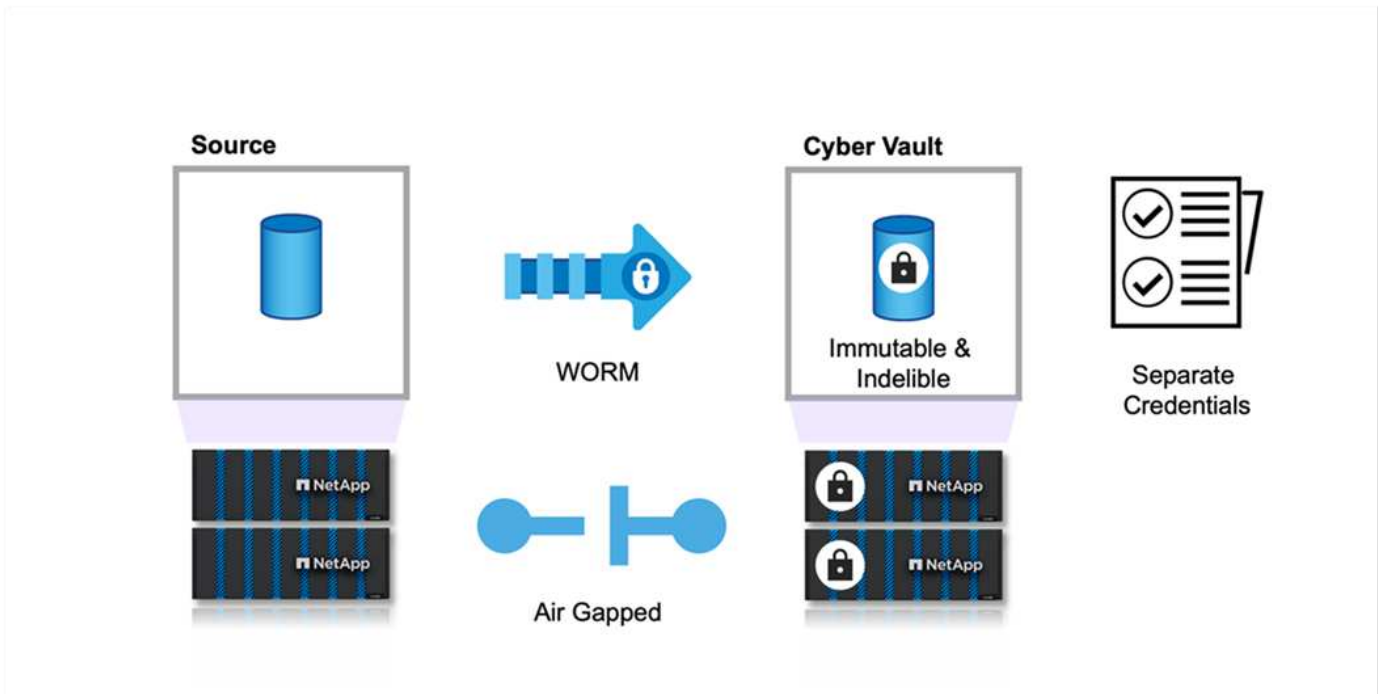 Source
Cyber Vault
WORM
Immutable &
Indelible
Separate
Credentials
NetApp
NetApp
NetApp
NetApp
Air Gapped